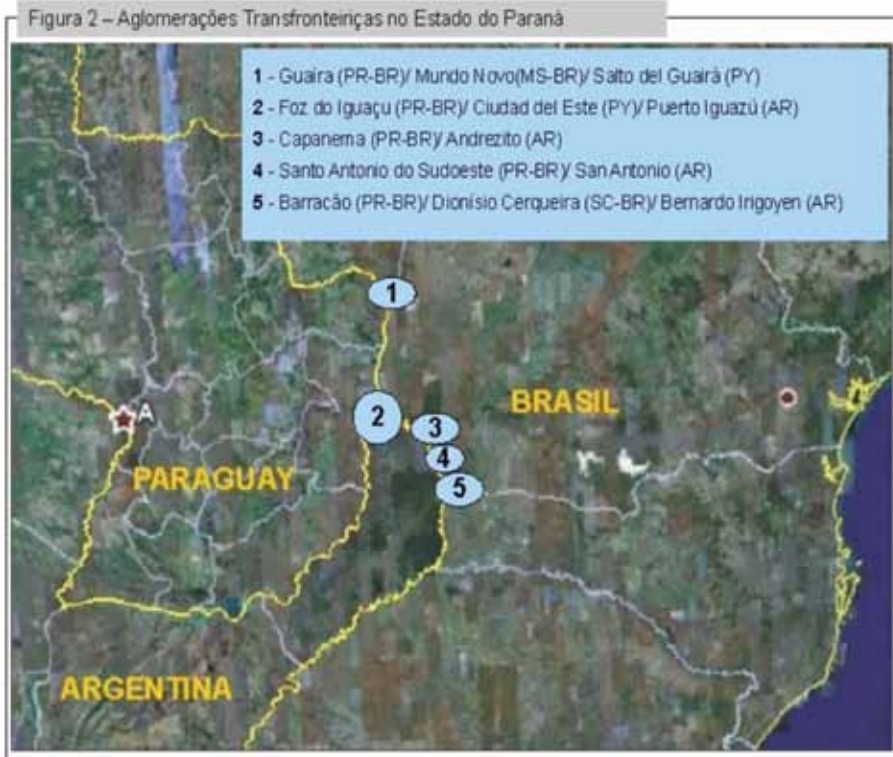 Figura 2 – Aglomerações Transfronteiriças no Estado do Paraná
1 - Guaíra (PR-BR)/ Mundo Novo(MS-BR)/ Salto del Guairá (PY)
2 - Foz do Iguaçu (PR-BR)/ Ciudad del Este (PY)/ Puerto Iguazú (AR)
3 - Capanema (PR-BR)/ Andrezito (AR)
4 - Santo Antonio do Sudoeste (PR-BR)/ San Antonio (AR)
5 - Barracão (PR-BR)/ Dionísio Cerqueira (SC-BR)/ Bernardo Irigoyen (AR)
1
2
3
4
5
BRASIL
A
PARAGUAY
ARGENTINA